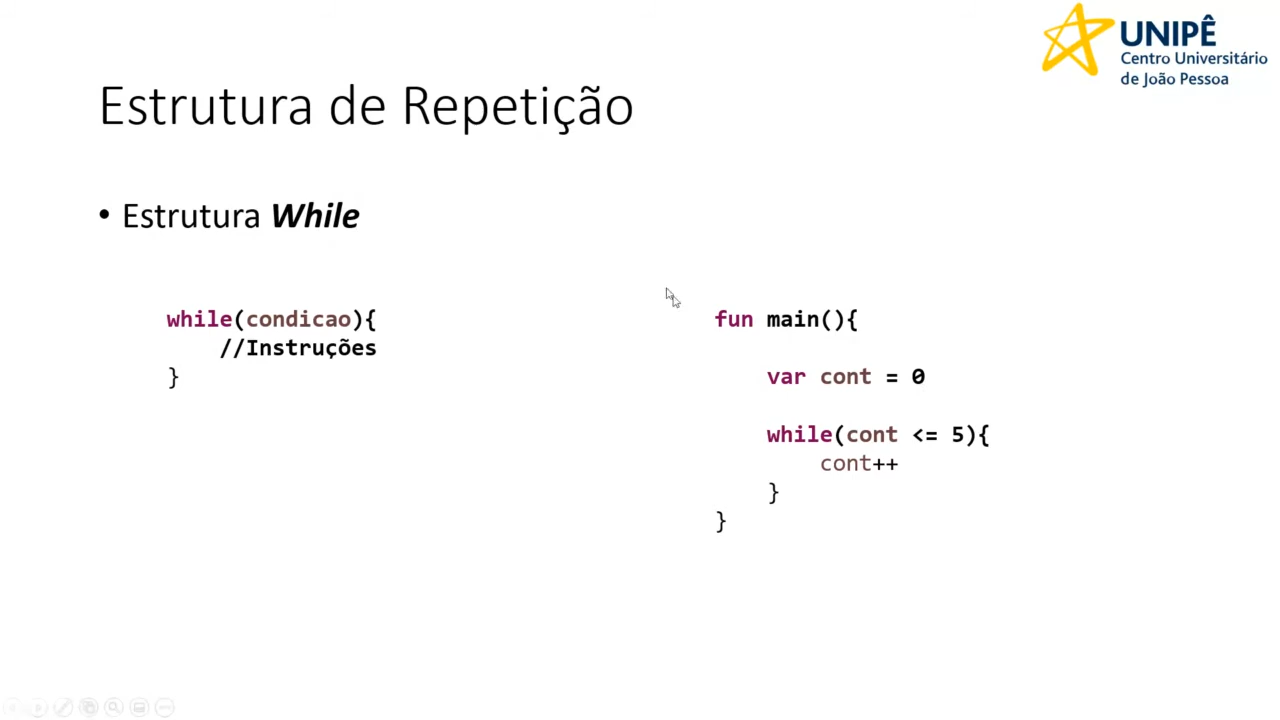 UNIPÊ
Centro Universitário
de João Pessoa
Estrutura de Repetição
• Estrutura While
while(condicao){
//Instruções
}
fun main(){
var cont = 0
while(cont <= 5){
cont++
}
}